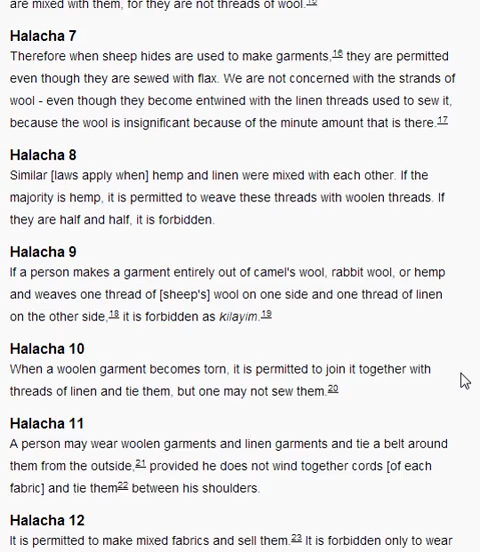 are mixed with them, for they are not threads of wool.
Halacha 7
Therefore when sheep hides are used to make garments,16 they are permitted
even though they are sewed with flax. We are not concerned with the strands of
wool - even though they become entwined with the linen threads used to sew it,
because the wool is insignificant because of the minute amount that is there.17
Halacha 8
Similar [laws apply when] hemp and linen were mixed with each other. If the
majority is hemp, it is permitted to weave these threads with woolen threads. If
they are half and half, it is forbidden.
Halacha 9
If a person makes a garment entirely out of camel's wool, rabbit wool, or hemp
and weaves one thread of [sheep's] wool on one side and one thread of linen
on the other side,18 it is forbidden as kilayim.19
Halacha 10
When a woolen garment becomes torn, it is permitted to join it together with
threads of linen and tie them, but one may not sew them.20
Halacha 11
A person may wear woolen garments and linen garments and tie a belt around
them from the outside,21 provided he does not wind together cords [of each
fabric] and tie them22 between his shoulders.
Halacha 12
It is permitted to make mixed fabrics and sell them.23 It is forbidden only to wear